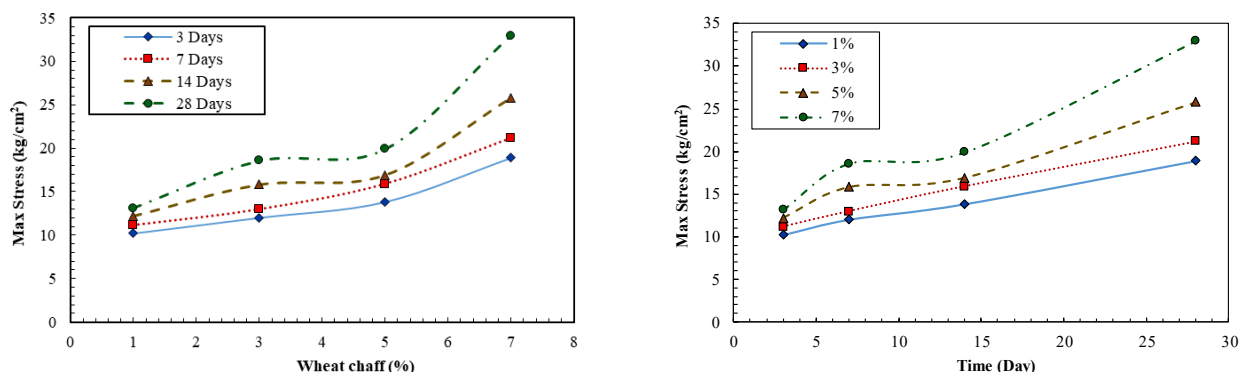 35
30
25
20
15
10
5
0
Max Stress (kg/cm²)
3 Days
7 Days
14 Days
28 Days
0 1 2 3 4 5 6 7 8
Wheat chaff (%)
35
30
25
20
15
10
5
0
Max Stress (kg/cm²)
1%
3%
5%
7%
0 5 10 15 20 25 30
Time (Day)